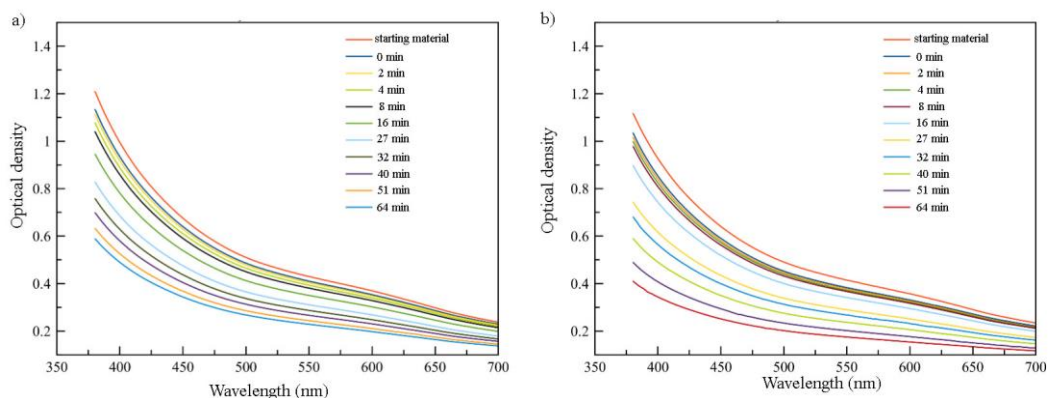 a)
Optical density
1.4
1.2
1
0.8
0.6
0.4
0.2
350 400 450 500 550 600 650 700
Wavelength (nm)
starting material
0 min
2 min
4 min
8 min
16 min
27 min
32 min
40 min
51 min
64 min
b)
Optical density
1.4
1.2
1
0.8
0.6
0.4
0.2
350 400 450 500 550 600 650 700
Wavelength (nm)
starting material
0 min
2 min
4 min
8 min
16 min
27 min
32 min
40 min
51 min
64 min